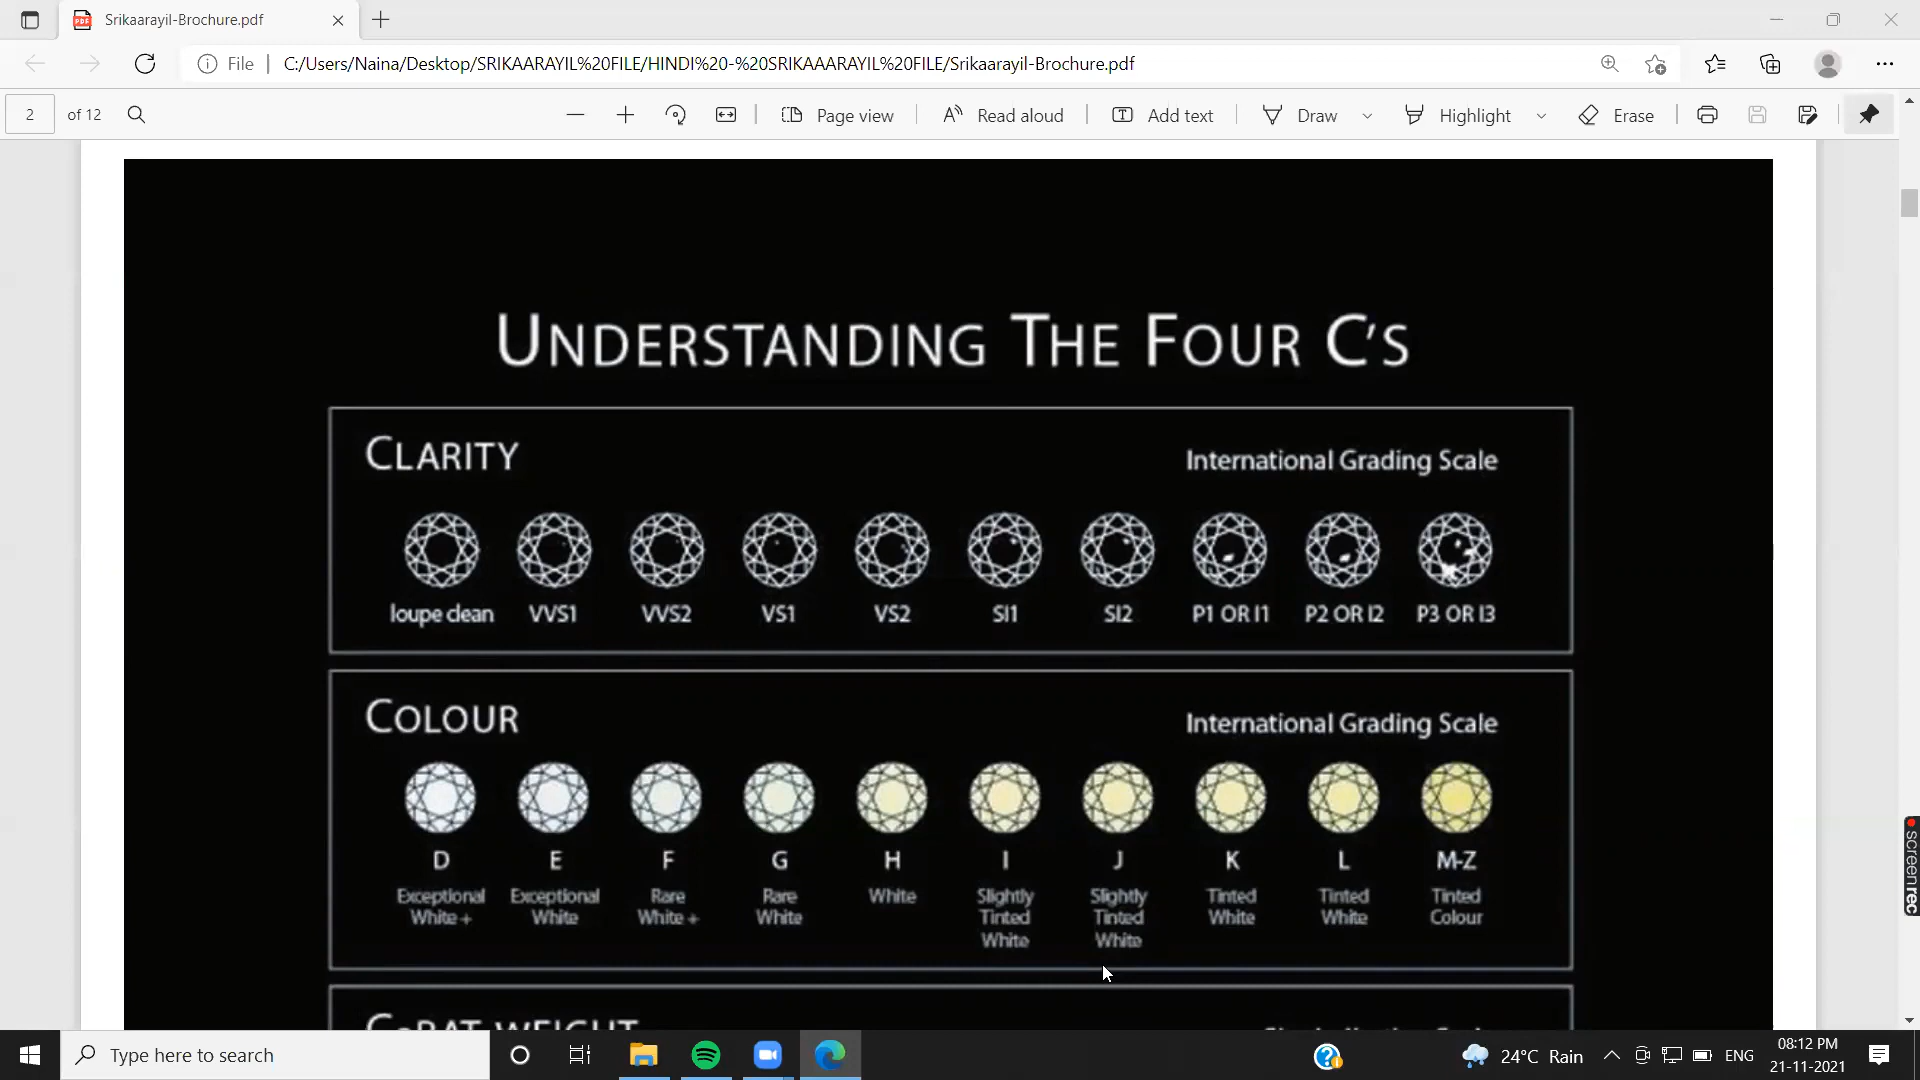 Srikaarayil-Brochure.pdf
File
C:/Users/Naina/Desktop/SRIKAARAYIL%20FILE/HINDI%20-%20SRIKAAARAYIL%20FILE/Srikaarayil-Brochure.pdf
2 of 12
Page view
Read aloud
Add text
Draw
Highlight
Erase
UNDERSTANDING THE FOUR C'S
CLARITY
International Grading Scale
loupe clean VVS1 VVS2 VS1 VS2 SI1 SI2 P1 OR I1 P2 OR I2 P3 OR I3
COLOUR
International Grading Scale
D E F G H I J K L M-Z
Exceptional White +
Exceptional White
Rare White +
Rare White
White
Slightly Tinted White
Slightly Tinted White
Tinted White
Tinted White
Tinted Colour
screenrec
Type here to search
24°C Rain
ENG
08:12 PM
21-11-2021